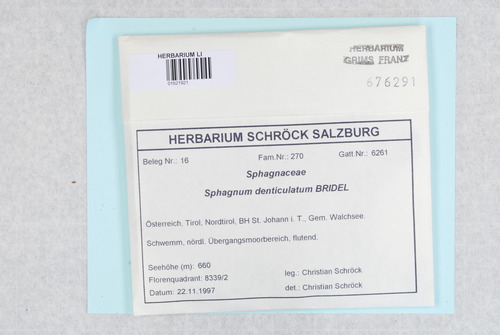 HERBARIUM LI
01621921
HERBARIUM
GRIMS FRANZ
676291
HERBARIUM SCHRÖCK SALZBURG
Beleg Nr.: 16 Fam.Nr.: 270 Gatt.Nr.: 6261
Sphagnaceae
Sphagnum denticulatum BRIDEL
Österreich, Tirol, Nordtirol, BH St. Johann i. T., Gem. Walchsee.
Schwemm, nördl. Übergangsmoorbereich, flutend.
Seehöhe (m): 660
Florenquadrant: 8339/2 leg.: Christian Schröck
Datum: 22.11.1997 det.: Christian Schröck